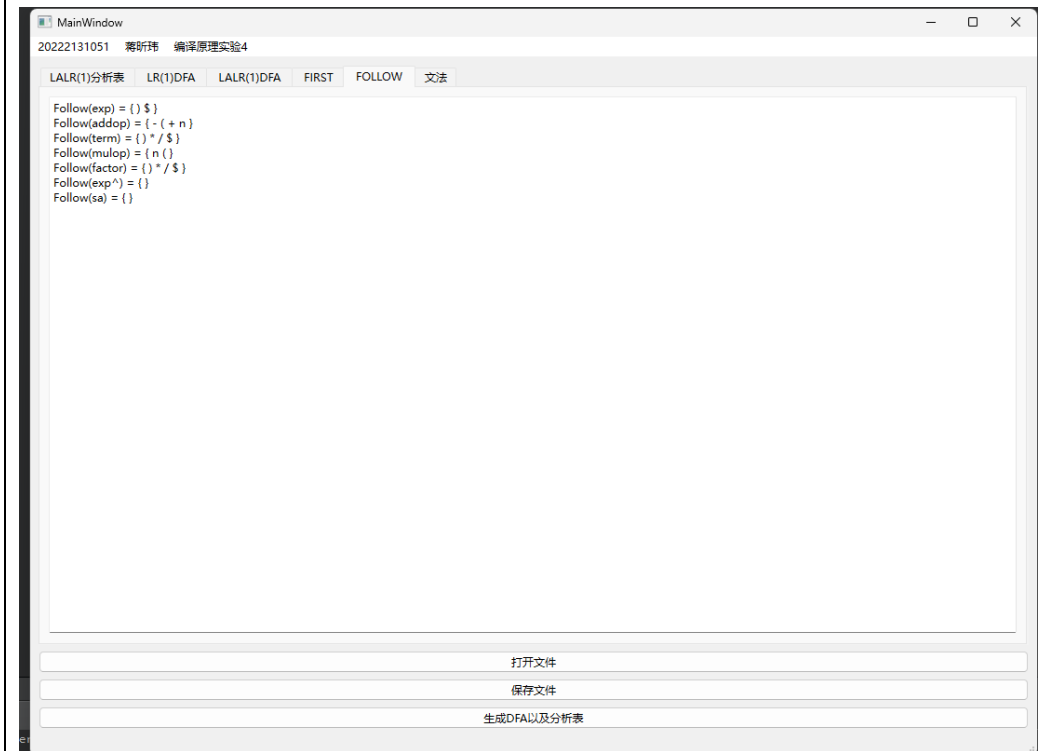 MainWindow
20222131051 蒋昕玮 编译原理实验4
LALR(1)分析表 LR(1)DFA LALR(1)DFA FIRST FOLLOW 文法
Follow(exp) = { ) $ }
Follow(addop) = { - ( + n }
Follow(term) = { ) * / $ }
Follow(mulop) = { n ( }
Follow(factor) = { ) * / $ }
Follow(exp^) = { }
Follow(sa) = { }
打开文件
保存文件
生成DFA以及分析表